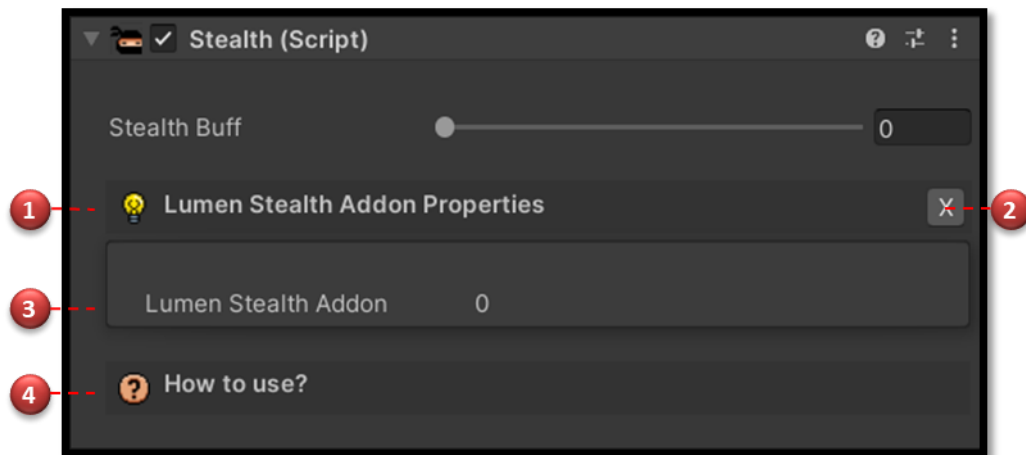 Stealth (Script)
Stealth Buff 0
1 Lumen Stealth Addon Properties X 2
3 Lumen Stealth Addon 0
4 How to use?